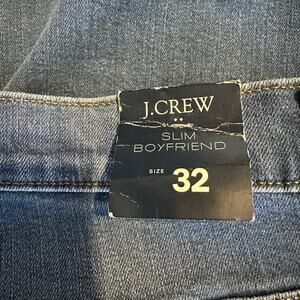 J.CREW
SLIM
BOYFRIEND
SIZE 32